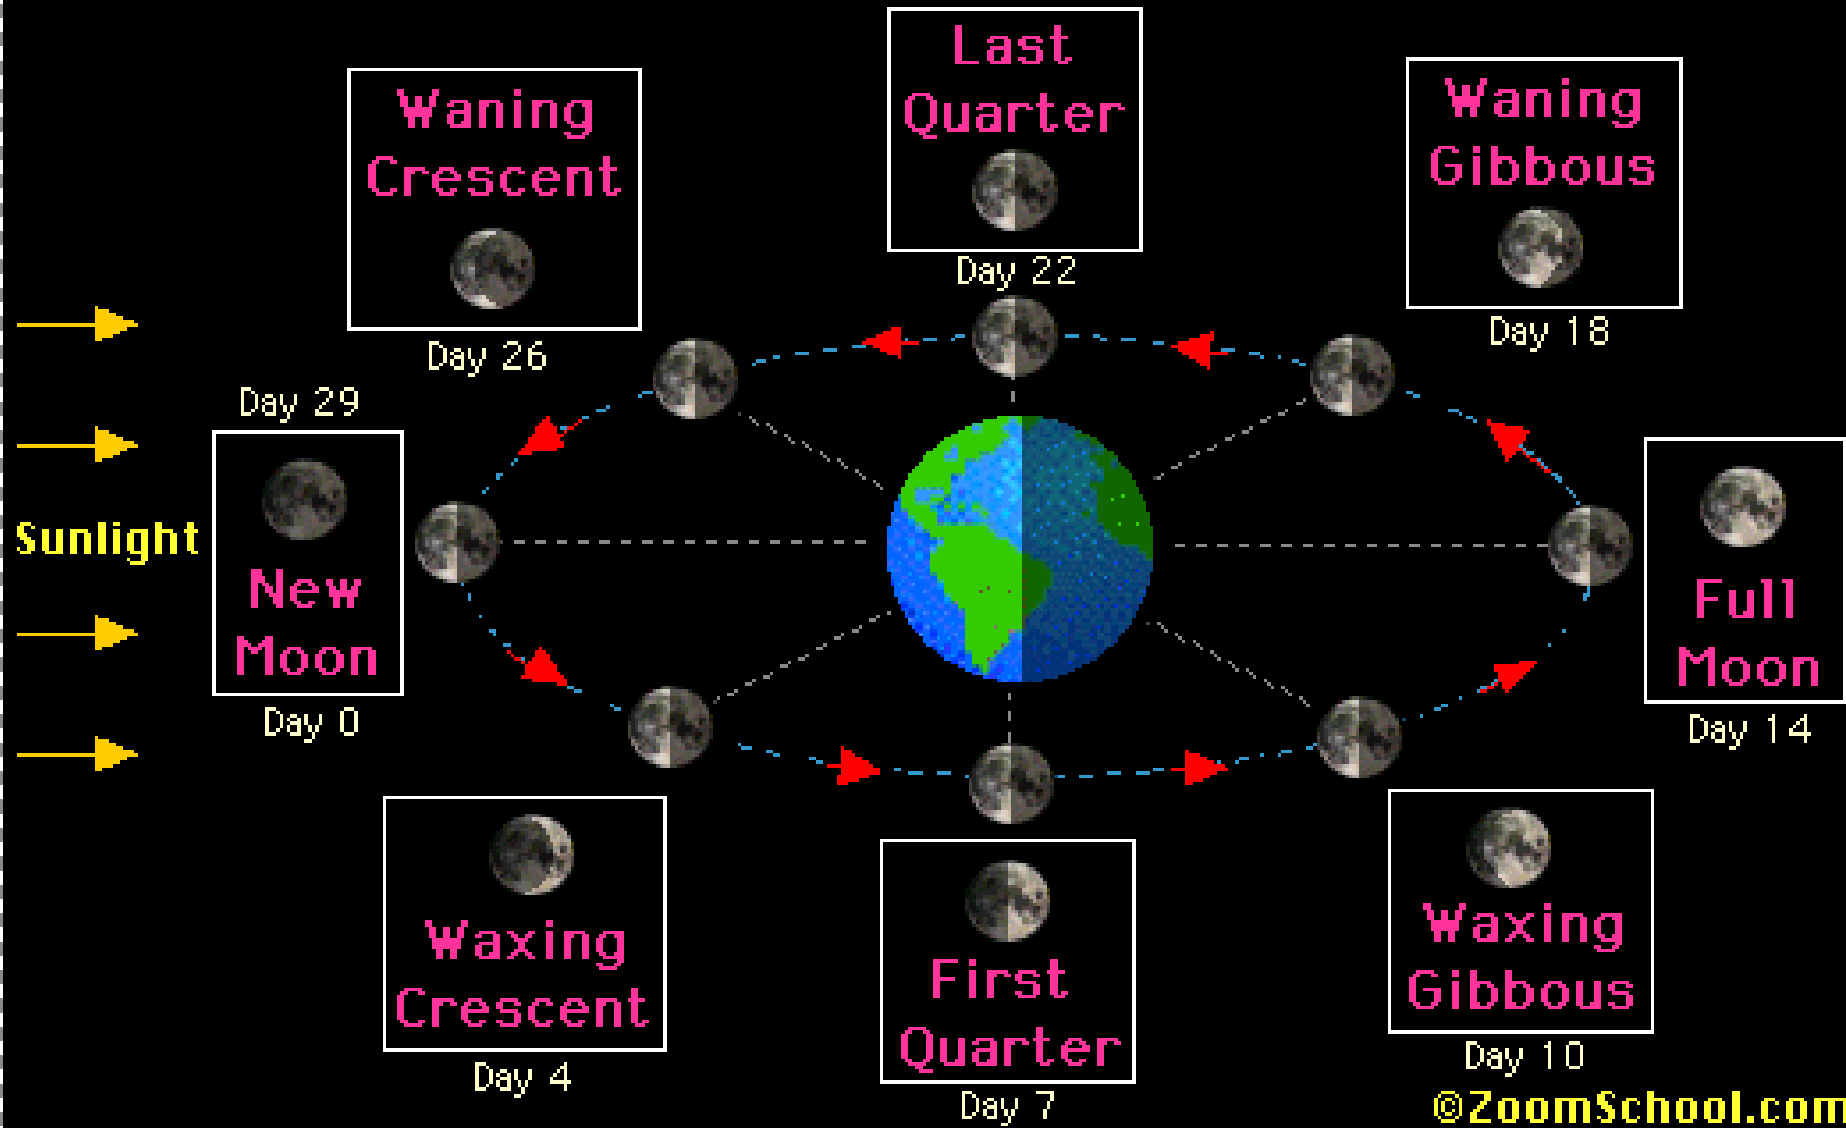 Last
Quarter
Day 22
Waning
Gibbous
Day 18
Waning
Crescent
Day 26
Day 29
New
Moon
Day 0
Sunlight
Full
Moon
Day 14
Waxing
Crescent
Day 4
First
Quarter
Day 7
Waxing
Gibbous
Day 10
©ZoomSchool.com